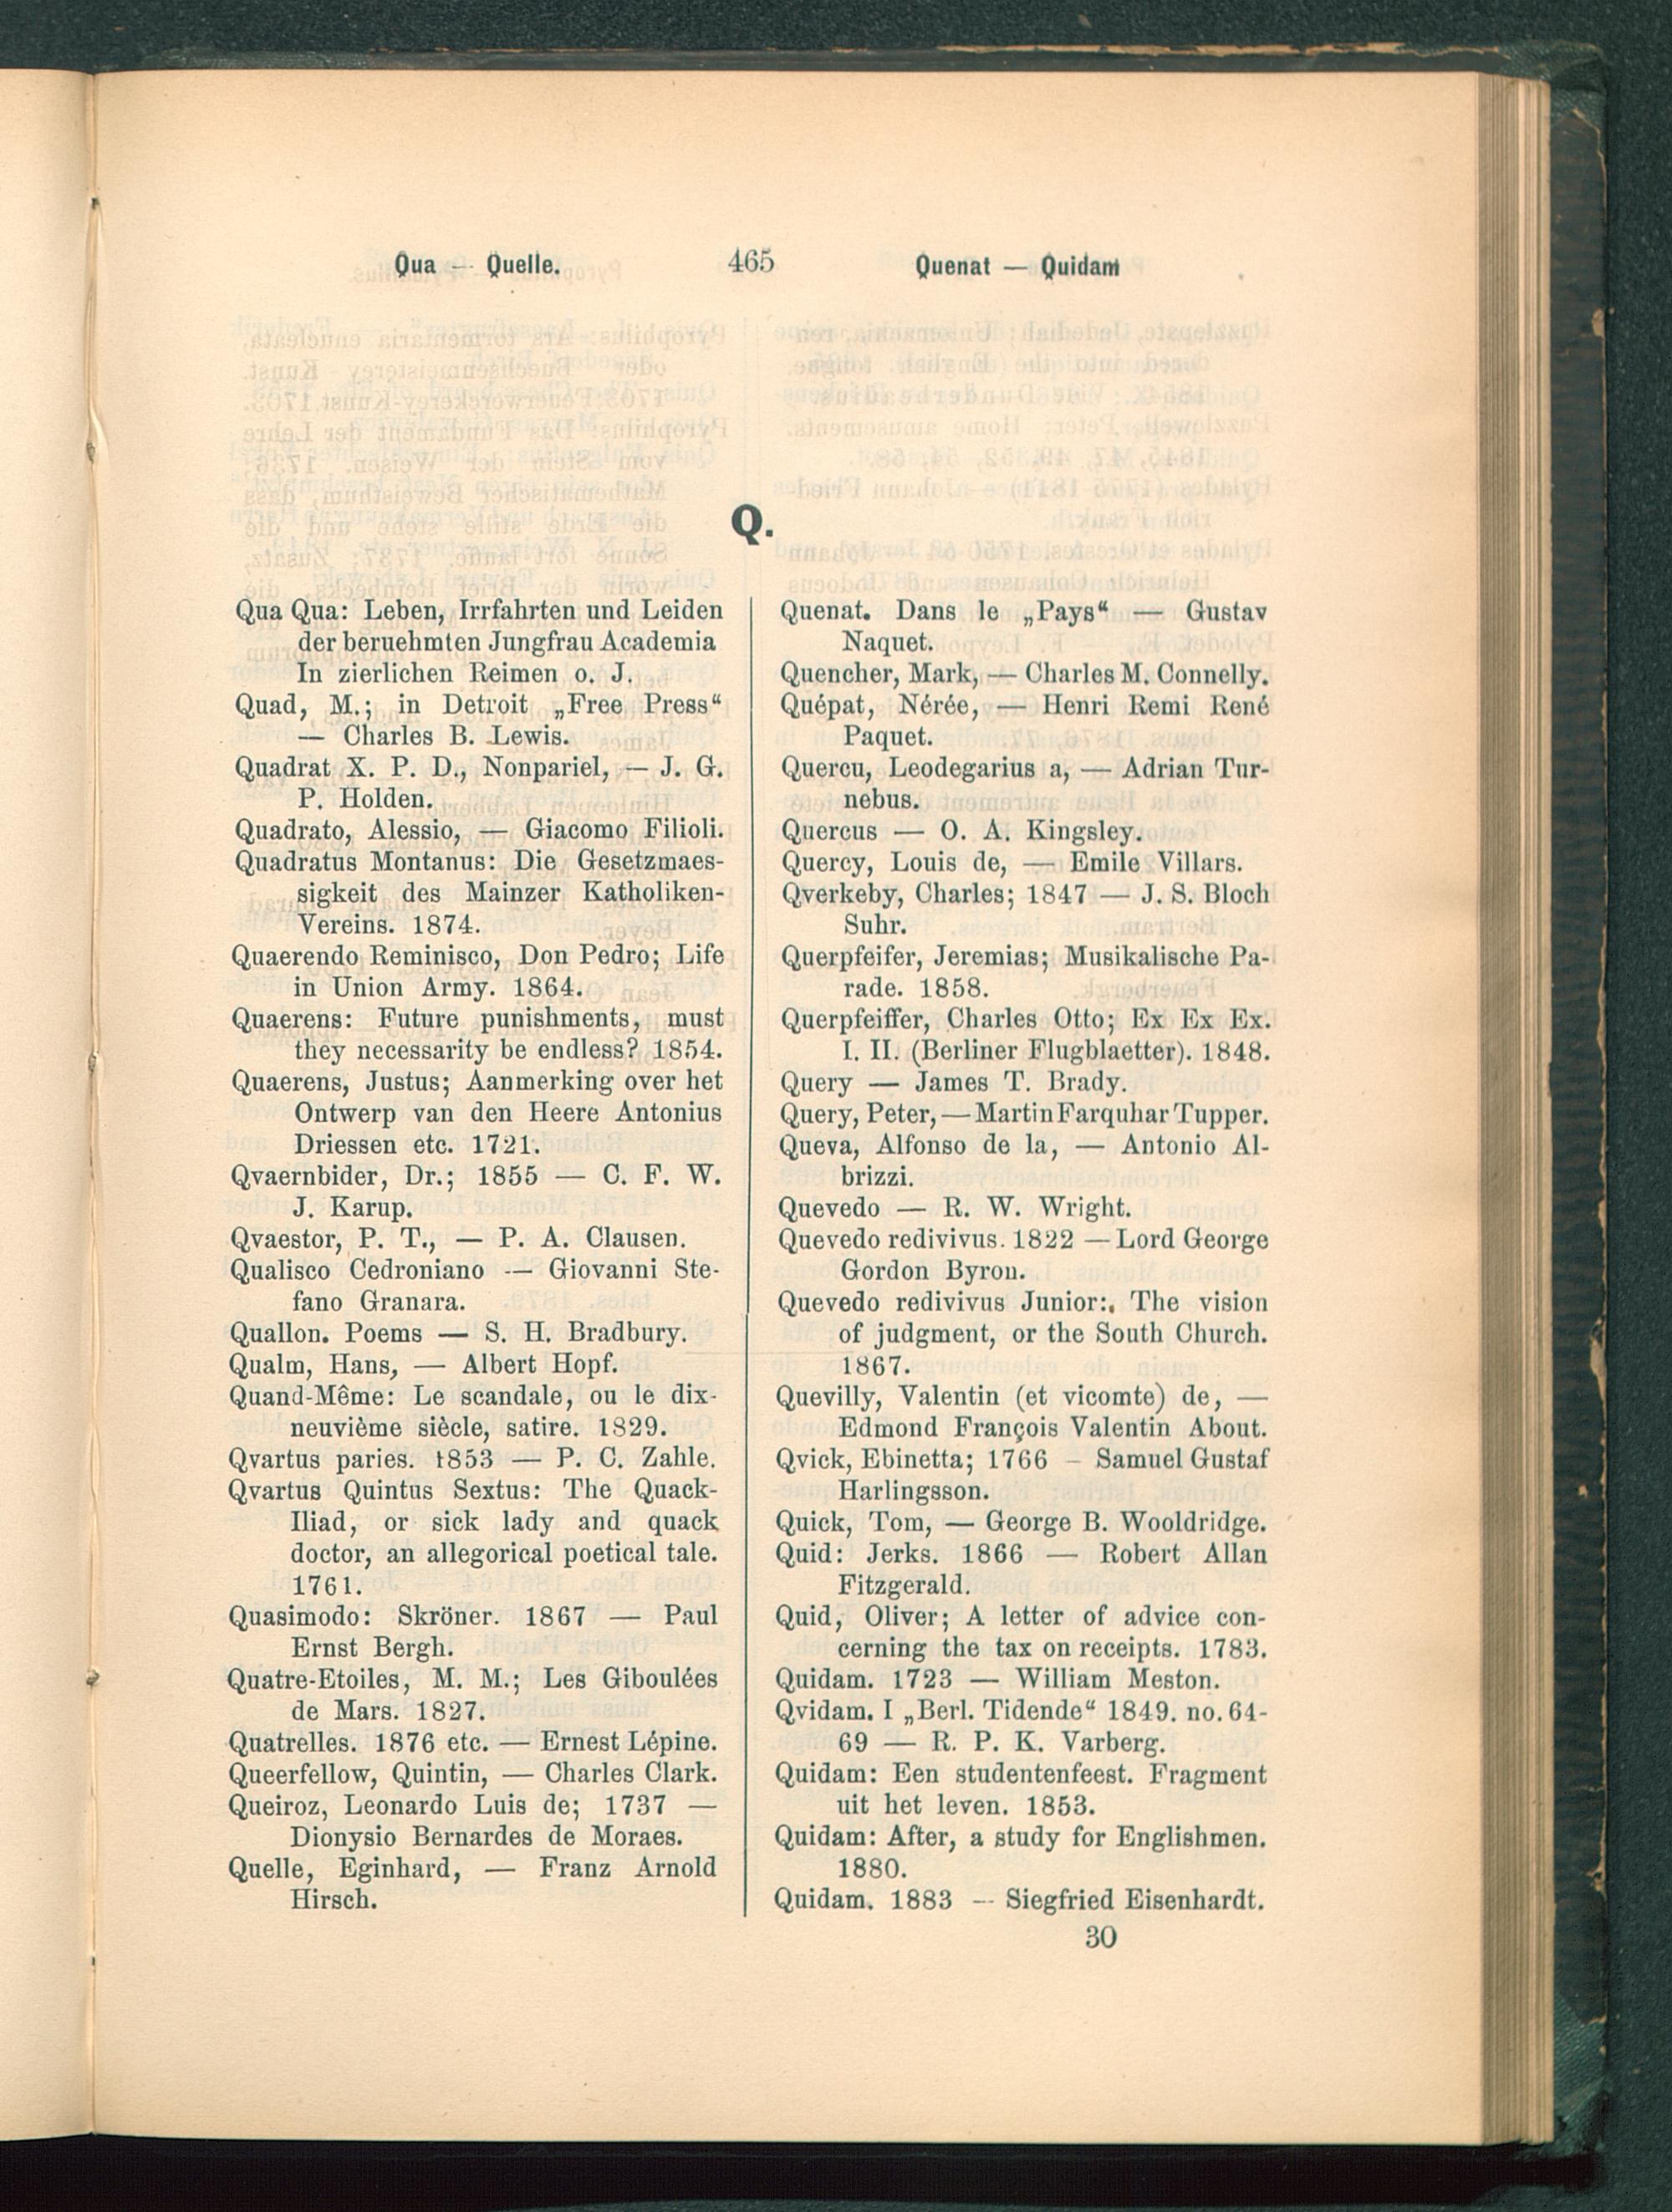 Qua — Quelle.
465
Quenat — Quidam
Q.
Qua Qua: Leben, Irrfahrten und Leiden
der beruehmten Jungfrau Academia
In zierlichen Reimen o. J.
Quad, M.; in Detroit „Free Press“
— Charles B. Lewis.
Quadrat X. P. D., Nonpariel, — J. G.
P. Holden.
Quadrato, Alessio, — Giacomo Filioli.
Quadratus Montanus: Die Gesetzmaes-
sigkeit des Mainzer Katholiken-
Vereins. 1874.
Quaerendo Reminisco, Don Pedro; Life
in Union Army. 1864.
Quaerens: Future punishments, must
they necessarity be endless? 1854.
Quaerens, Justus; Aanmerking over het
Ontwerp van den Heere Antonius
Driessen etc. 1721.
Qvaernbider, Dr.; 1855 — C. F. W.
J. Karup.
Qvaestor, P. T., — P. A. Clausen.
Qualisco Cedroniano — Giovanni Ste-
fano Granara.
Quallon. Poems — S. H. Bradbury.
Qualm, Hans, — Albert Hopf.
Quand-Même: Le scandale, ou le dix-
neuvième siècle, satire. 1829.
Qvartus paries. 1853 — P. C. Zahle.
Qvartus Quintus Sextus: The Quack-
Iliad, or sick lady and quack
doctor, an allegorical poetical tale.
1761.
Quasimodo: Skröner. 1867 — Paul
Ernst Bergh.
Quatre-Etoiles, M. M.; Les Giboulées
de Mars. 1827.
Quatrelles. 1876 etc. — Ernest Lépine.
Queerfellow, Quintin, — Charles Clark.
Queiroz, Leonardo Luis de; 1737 —
Dionysio Bernardes de Moraes.
Quelle, Eginhard, — Franz Arnold
Hirsch.
Quenat. Dans le „Pays“ — Gustav
Naquet.
Quencher, Mark, — Charles M. Connelly.
Quépat, Nérée, — Henri Remi René
Paquet.
Quercu, Leodegarius a, — Adrian Tur-
nebus.
Quercus — O. A. Kingsley.
Quercy, Louis de, — Emile Villars.
Qverkeby, Charles; 1847 — J. S. Bloch
Suhr.
Querpfeifer, Jeremias; Musikalische Pa-
rade. 1858.
Querpfeiffer, Charles Otto; Ex Ex Ex.
I. II. (Berliner Flugblaetter). 1848.
Query — James T. Brady.
Query, Peter, — Martin Farquhar Tupper.
Queva, Alfonso de la, — Antonio Al-
brizzi.
Quevedo — R. W. Wright.
Quevedo redivivus. 1822 — Lord George
Gordon Byron.
Quevedo redivivus Junior:. The vision
of judgment, or the South Church.
1867.
Quevilly, Valentin (et vicomte) de, —
Edmond François Valentin About.
Qvick, Ebinetta; 1766 – Samuel Gustaf
Harlingsson.
Quick, Tom, — George B. Wooldridge.
Quid: Jerks. 1866 — Robert Allan
Fitzgerald.
Quid, Oliver; A letter of advice con-
cerning the tax on receipts. 1783.
Quidam. 1723 — William Meston.
Qvidam. I „Berl. Tidende“ 1849. no. 64-
69 — R. P. K. Varberg.
Quidam: Een studentenfeest. Fragment
uit het leven. 1853.
Quidam: After, a study for Englishmen.
1880.
Quidam. 1883 — Siegfried Eisenhardt.
30